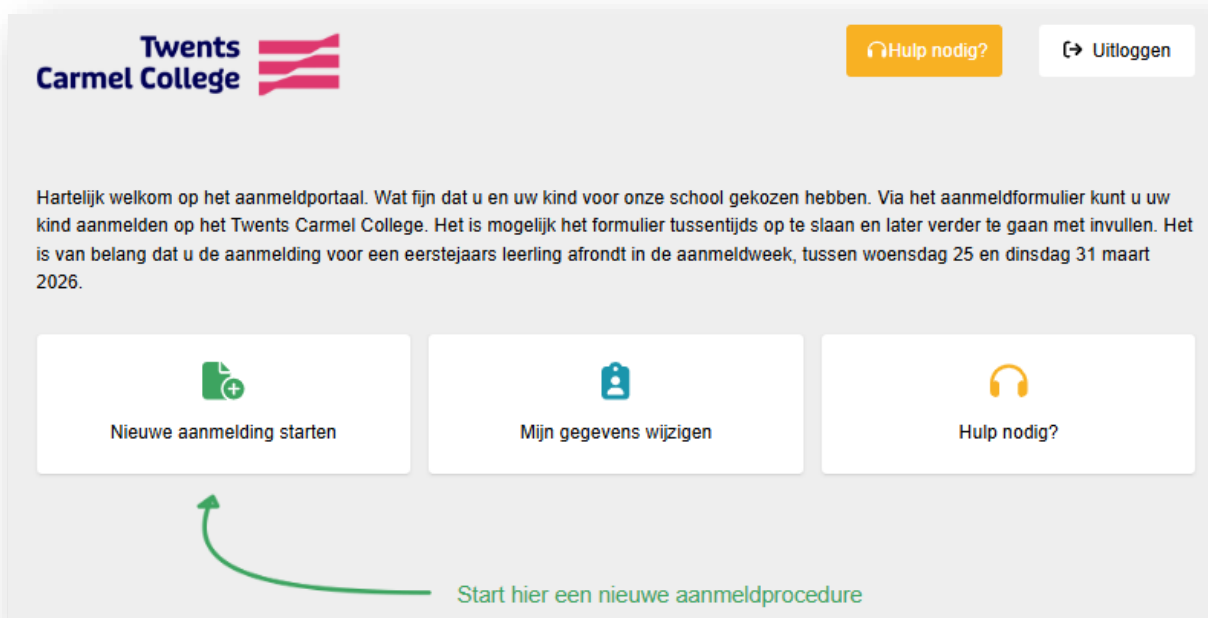 Twents
Carmel College
Hulp nodig?
Uitloggen
Hartelijk welkom op het aanmeldportaal. Wat fijn dat u en uw kind voor onze school gekozen hebben. Via het aanmeldformulier kunt u uw
kind aanmelden op het Twents Carmel College. Het is mogelijk het formulier tussentijds op te slaan en later verder te gaan met invullen. Het
is van belang dat u de aanmelding voor een eerstejaars leerling afrondt in de aanmeldweek, tussen woensdag 25 en dinsdag 31 maart
2026.
Nieuwe aanmelding starten
Mijn gegevens wijzigen
Hulp nodig?
Start hier een nieuwe aanmeldprocedure